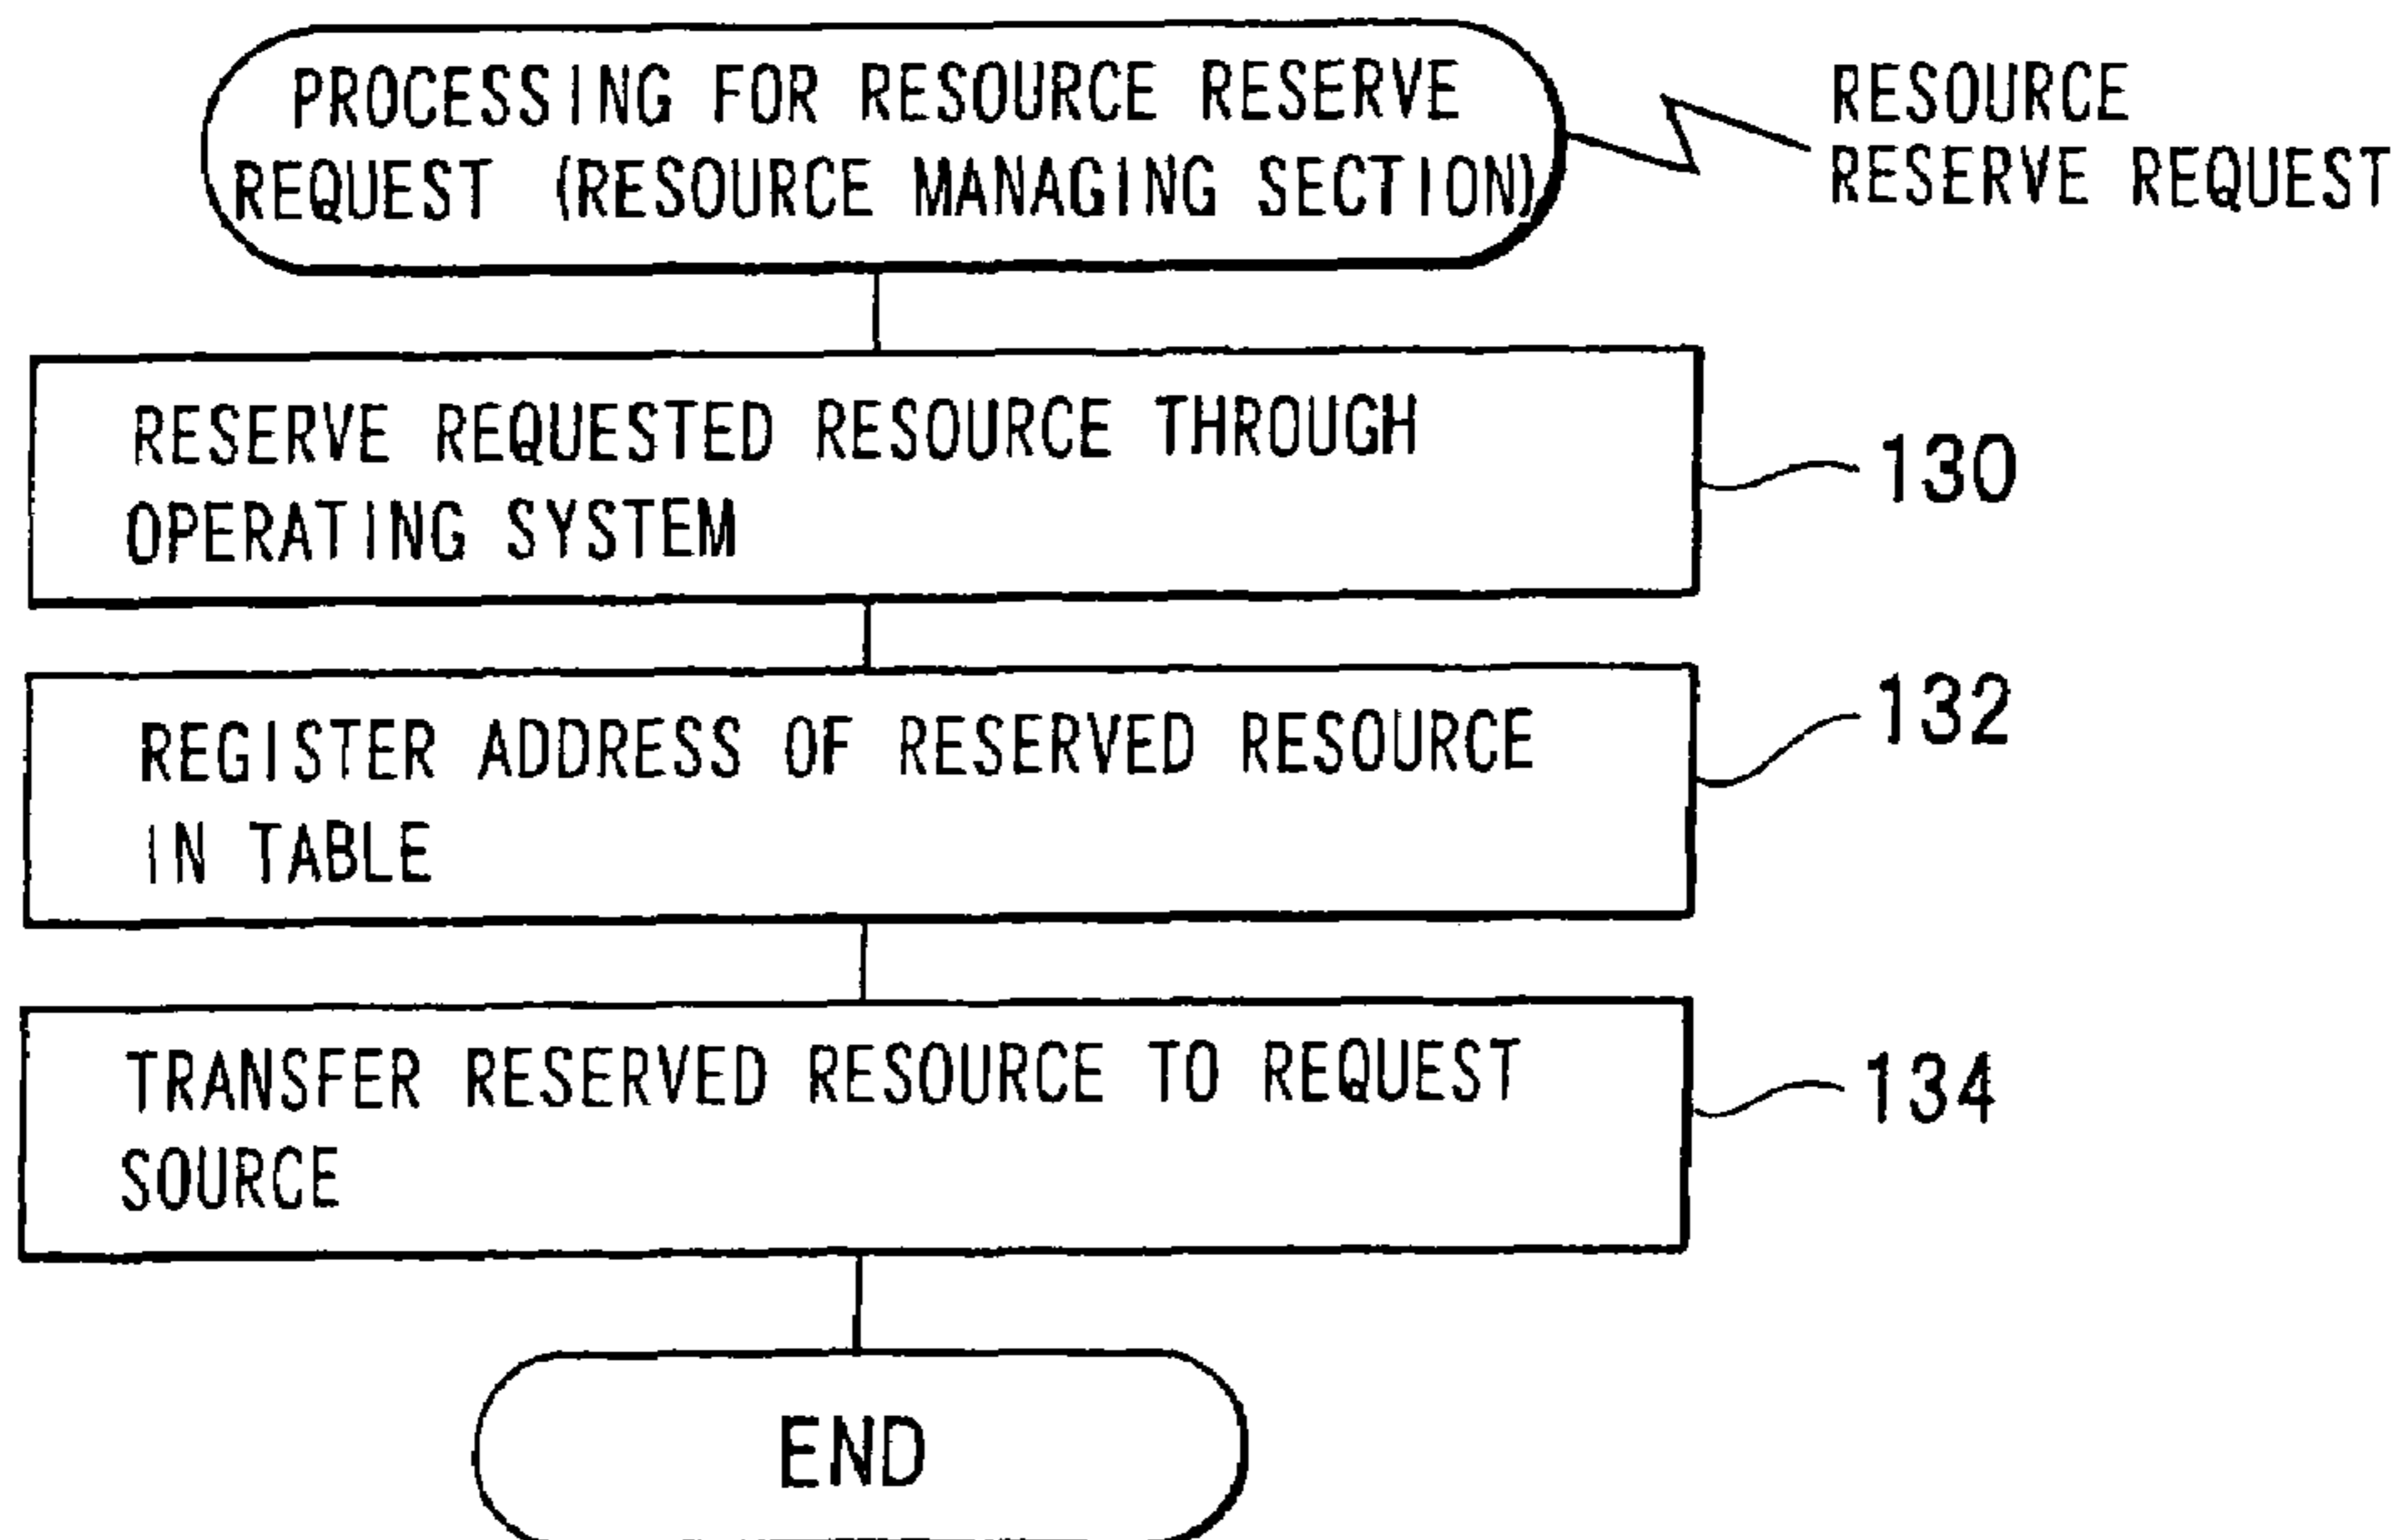 PROCESSING FOR RESOURCE RESERVE
REQUEST (RESOURCE MANAGING SECTION)
RESOURCE
RESERVE REQUEST
RESERVE REQUESTED RESOURCE THROUGH
OPERATING SYSTEM
130
REGISTER ADDRESS OF RESERVED RESOURCE
IN TABLE
132
TRANSFER RESERVED RESOURCE TO REQUEST
SOURCE
134
END